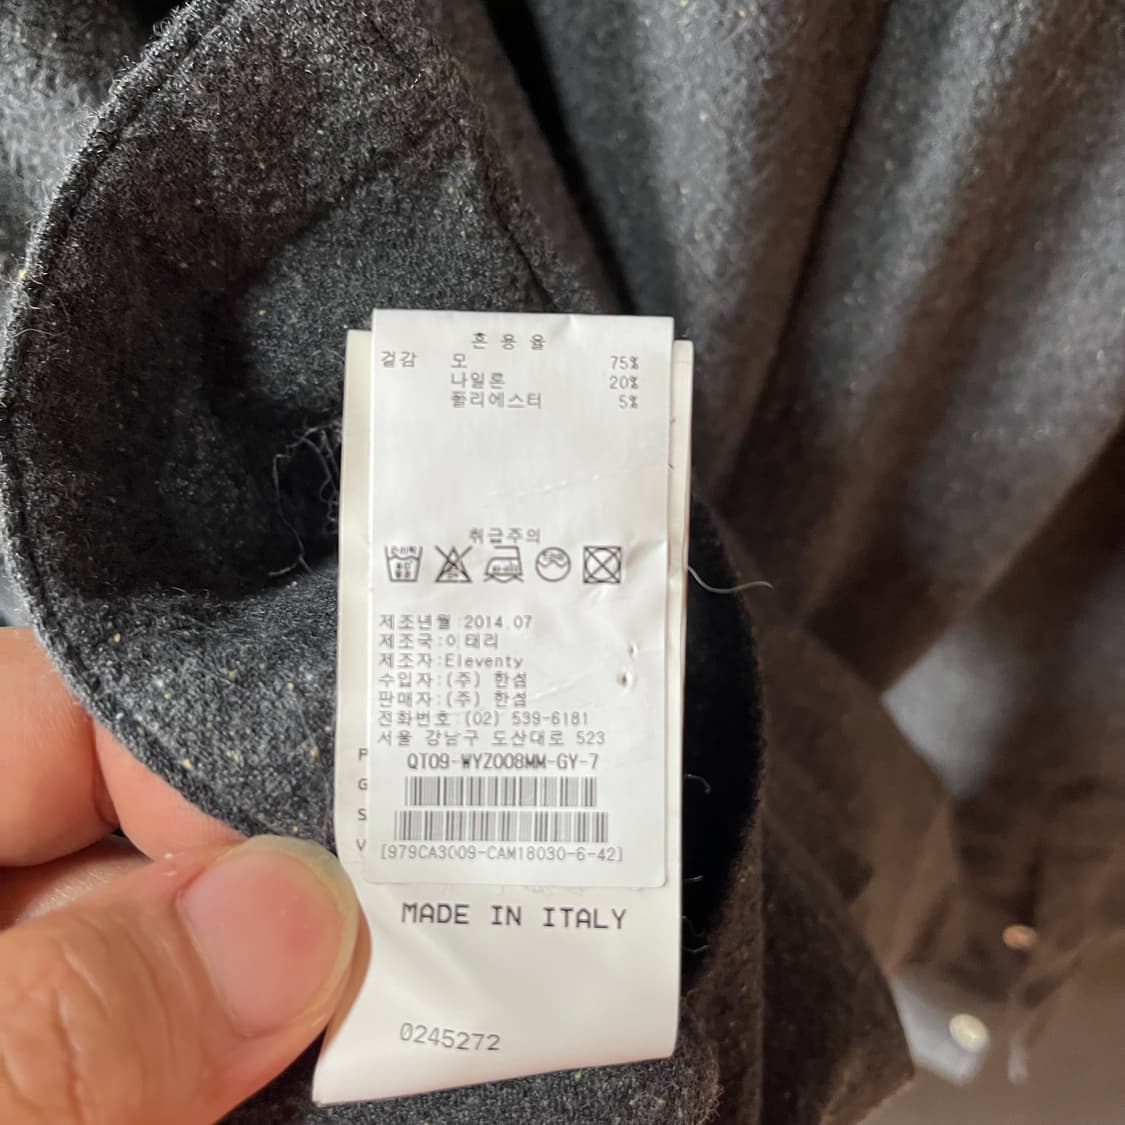 혼용율
겉감 모 75%
나일론 20%
폴리에스터 5%
취급주의
제조년월:2014.07
제조국:이태리
제조자:Eleventy
수입자:(주) 한섬
판매자:(주) 한섬
전화번호:(02) 539-6181
서울 강남구 도산대로 523
QT09-WYZ008MM-GY-7
[979CA3009-CAM18030-6-42]
P
G
S
V
MADE IN ITALY
0245272